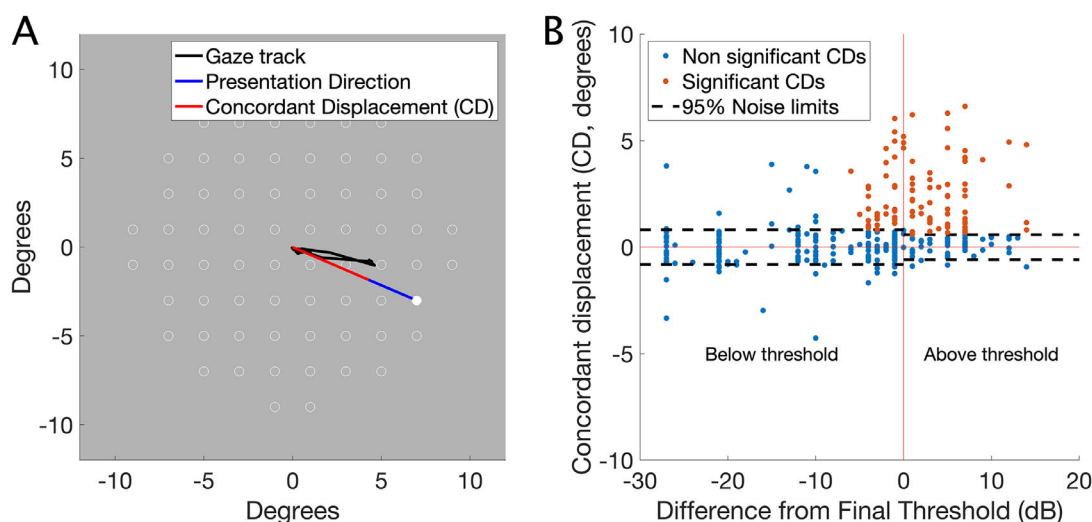 A
Gaze track
Presentation Direction
Concordant Displacement (CD)
Degrees
10
5
0
-5
-10
-10
-5
0
5
10
Degrees
B
Non significant CDs
Significant CDs
95% Noise limits
Concordant displacement (CD, degrees)
10
5
0
-5
-10
Below threshold
Above threshold
-30
-20
-10
0
10
20
Difference from Final Threshold (dB)